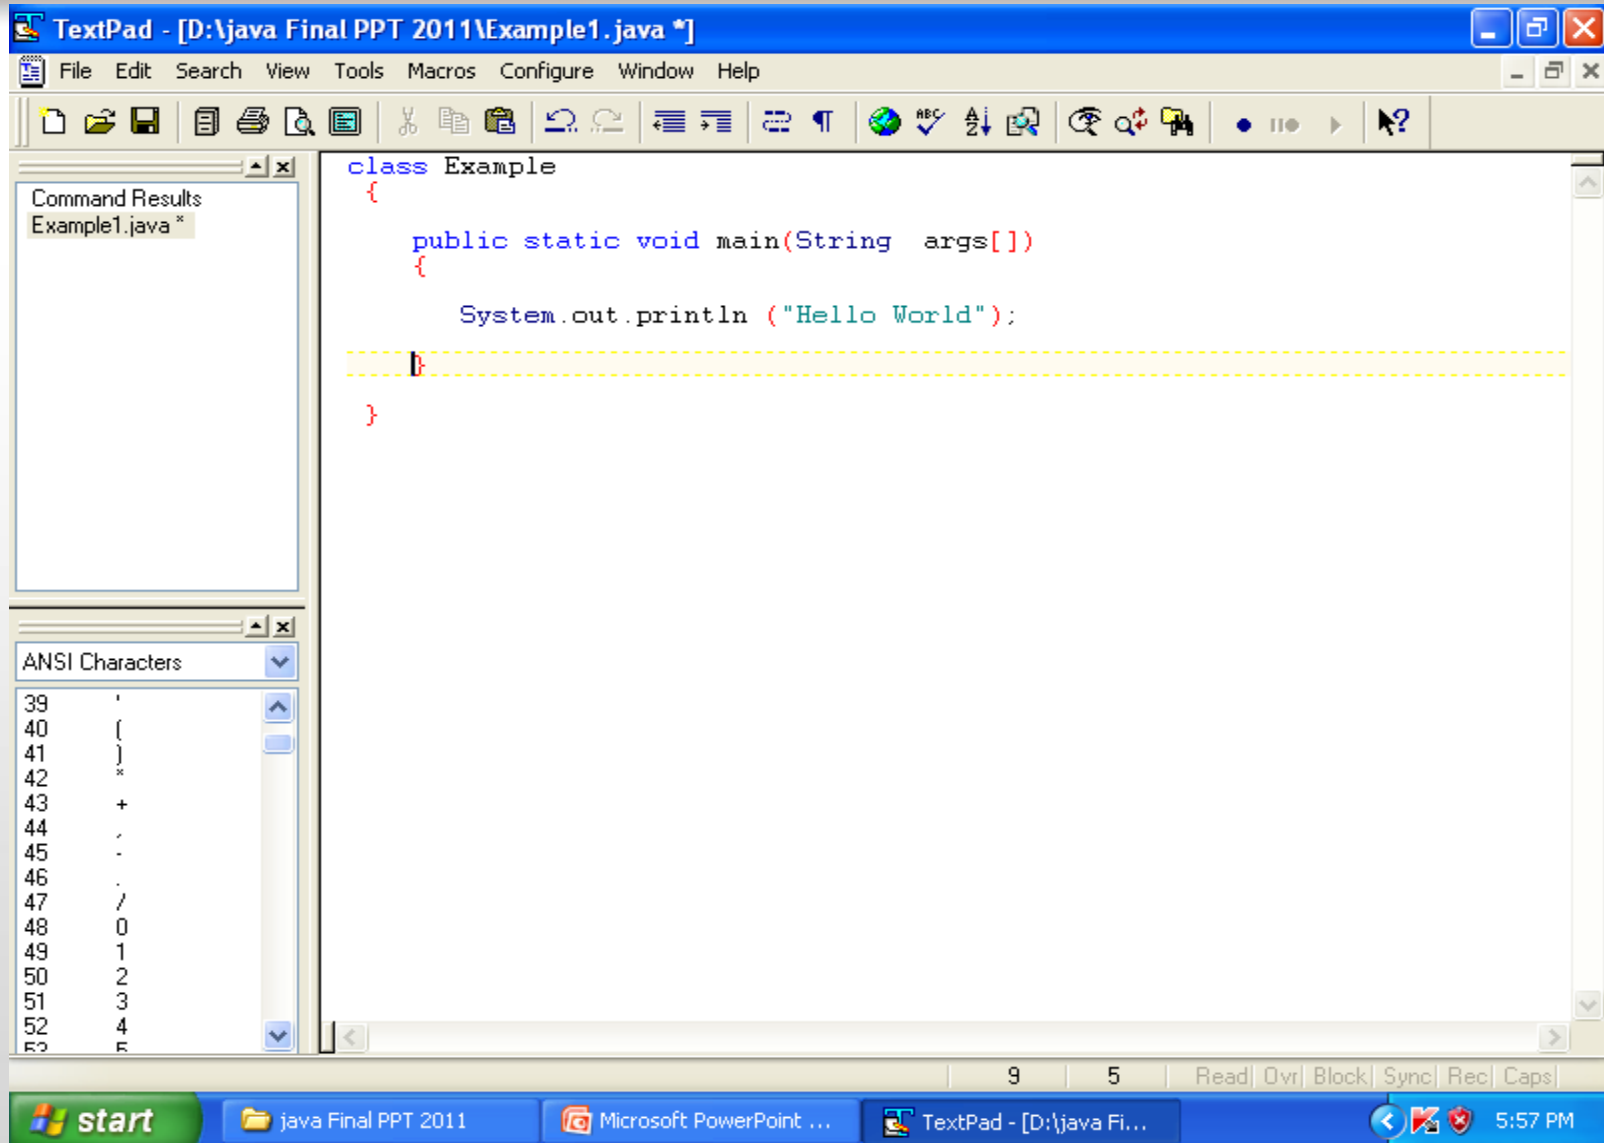 TextPad - [D:\java Final PPT 2011\Example1.java *]
File Edit Search View Tools Macros Configure Window Help
Command Results
Example1.java *
class Example
{
public static void main(String  args[])
{
System.out.println ("Hello World");
}
}
ANSI Characters
39 '
40 (
41 )
42 *
43 +
44 ,
45 -
46 .
47 /
48 0
49 1
50 2
51 3
52 4
53 5
9 5 Read Ovr Block Sync Rec Caps
start java Final PPT 2011 Microsoft PowerPoint ... TextPad - [D:\java Fi... 5:57 PM